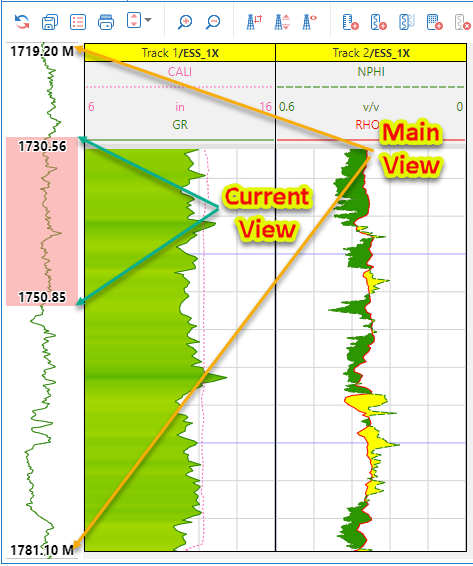 1719.20 M
Track 1/ESS_1X
Track 2/ESS_1X
CALI
NPHI
6 in 16
0.6 v/v 0
GR
RHO
Main
View
1730.56
Current
View
1750.85
1781.10 M